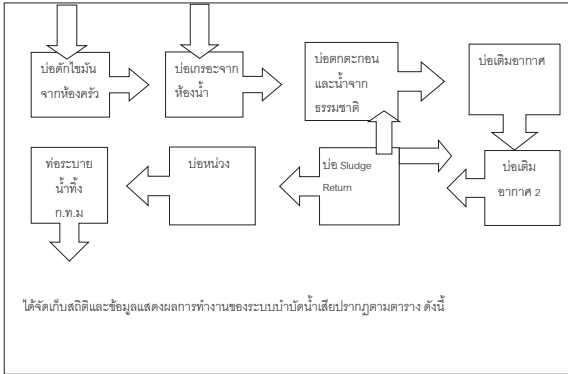 บ่อดักไขมัน
จากห้องครัว
บ่อเกรอะจาก
ห้องน้ำ
บ่อตกตะกอน
และน้ำจาก
ธรรมชาติ
บ่อเติมอากาศ
ท่อระบาย
น้ำทิ้ง
ก.ท.ม
บ่อหน่วง
บ่อ Sludge
Return
บ่อเติม
อากาศ 2
ได้จัดเก็บสถิติและข้อมูลแสดงผลการทำงานของระบบบำบัดน้ำเสียปรากฏตามตาราง ดังนี้